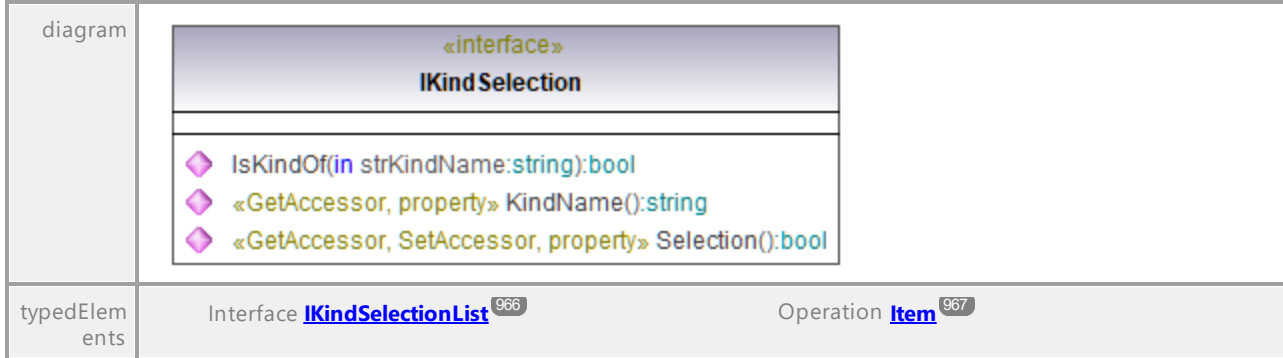 diagram
«interface»
IKindSelection
IsKindOf(in strKindName:string):bool
«GetAccessor, property» KindName():string
«GetAccessor, SetAccessor, property» Selection():bool
typedElem
ents
Interface IKindSelectionList 966 Operation Item 967